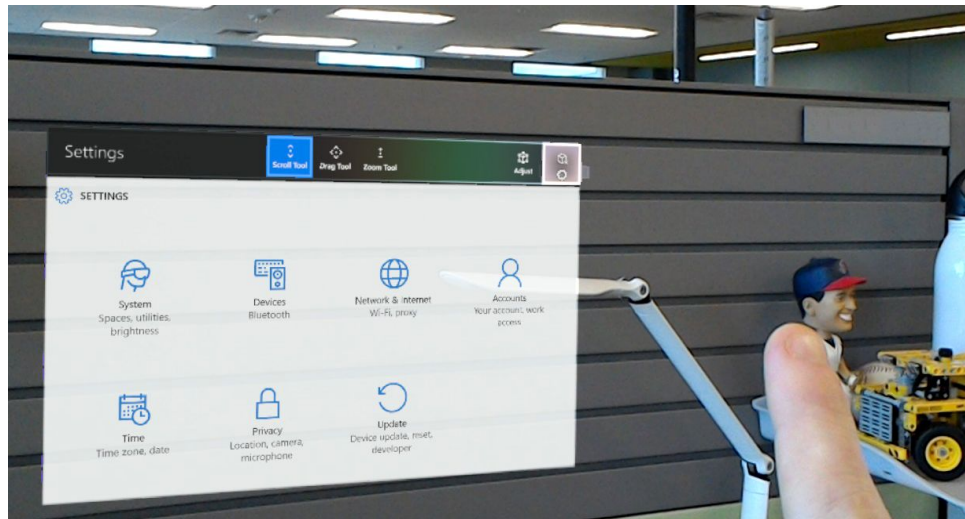 Settings
Scroll Tool
Drag Tool
Zoom Tool
Adjust
SETTINGS
System
Spaces, utilities,
brightness
Devices
Bluetooth
Network & Internet
Wi-Fi, proxy
Accounts
Your account, work
access
Time
Time zone, date
Privacy
Location, camera,
microphone
Update
Device update, reset,
developer